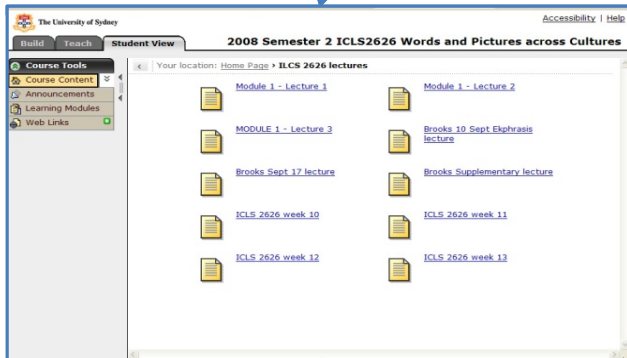 The University of Sydney
Accessibility | Help
Build Teach Student View
2008 Semester 2 ICLS2626 Words and Pictures across Cultures
Course Tools
Course Content
Announcements
Learning Modules
Web Links
Your location: Home Page › ILCS 2626 lectures
Module 1 - Lecture 1
Module 1 - Lecture 2
MODULE 1 - Lecture 3
Brooks 10 Sept Ekphrasis
lecture
Brooks Sept 17 lecture
Brooks Supplementary lecture
ICLS 2626 week 10
ICLS 2626 week 11
ICLS 2626 week 12
ICLS 2626 week 13